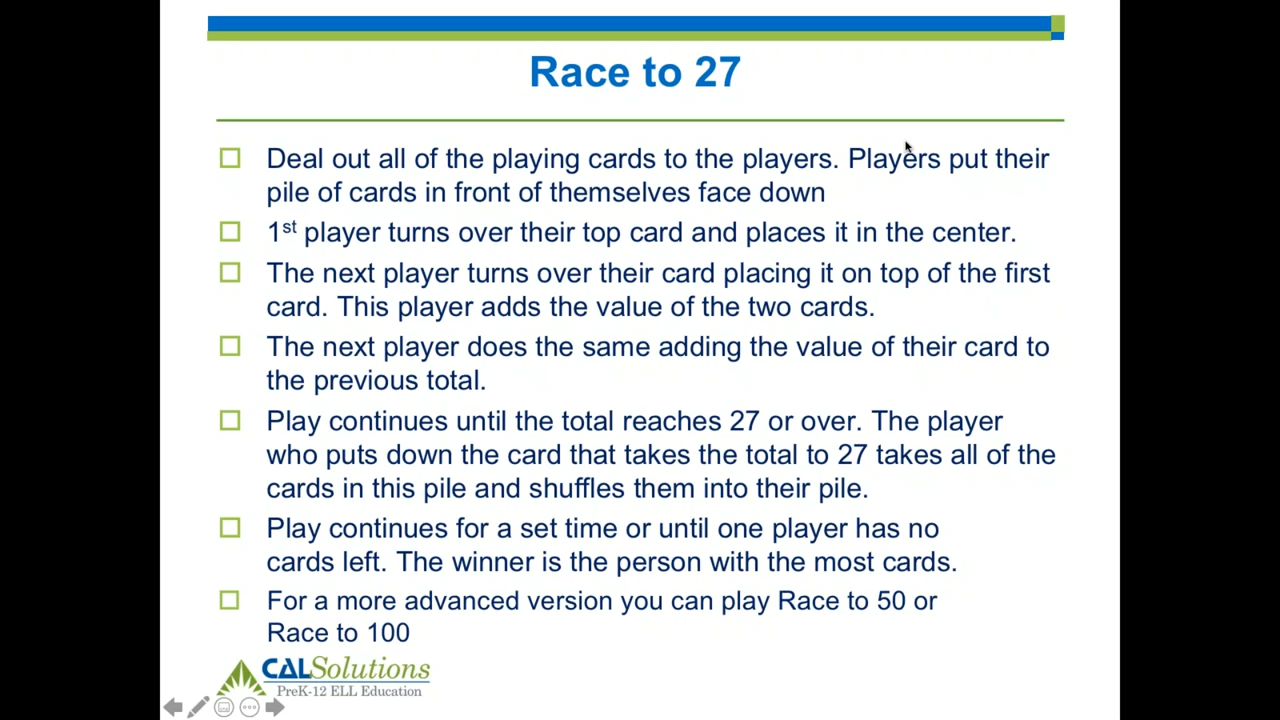 Race to 27
Deal out all of the playing cards to the players. Players put their
pile of cards in front of themselves face down
1st player turns over their top card and places it in the center.
The next player turns over their card placing it on top of the first
card. This player adds the value of the two cards.
The next player does the same adding the value of their card to
the previous total.
Play continues until the total reaches 27 or over. The player
who puts down the card that takes the total to 27 takes all of the
cards in this pile and shuffles them into their pile.
Play continues for a set time or until one player has no
cards left. The winner is the person with the most cards.
For a more advanced version you can play Race to 50 or
Race to 100
CALSolutions
PreK-12 ELL Education